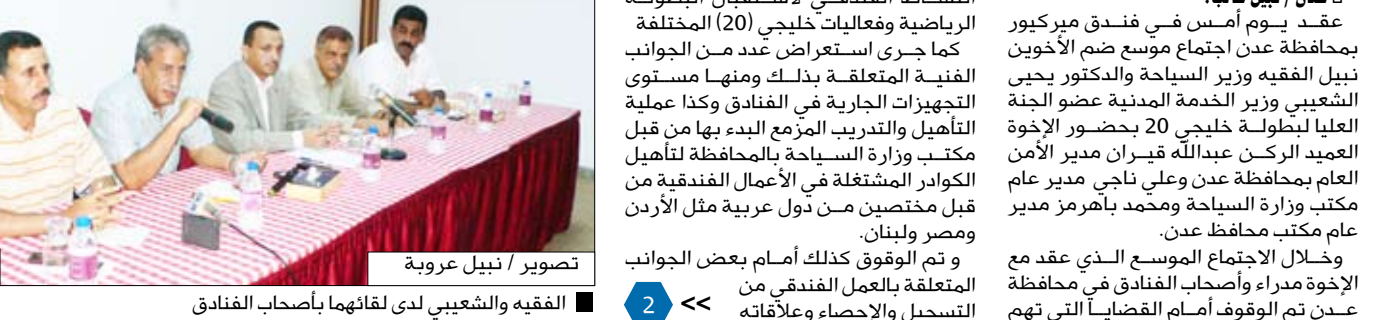 عقد يوم أمس في فندق ميركيور
بمحافظة عدن اجتماع موسع ضم الأخوين
نبيل الفقيه وزير السياحة والدكتور يحيى
الشعيبي وزير الخدمة المدنية عضو الجنة
العليا لبطولة خليجي 20 بحضور الإخوة
العميد الركن عبدالله قيران مدير الأمن
العام بمحافظة عدن وعلي ناجي مدير عام
مكتب وزارة السياحة ومحمد باهرمز مدير
عام مكتب محافظ عدن.
وخلال الاجتماع الموسع الذي عقد مع
الإخوة مدراء وأصحاب الفنادق في محافظة
عدن تم الوقوف أمام القضايا التي تهم
الرياضية وفعاليات خليجي (20) المختلفة
كما جرى استعراض عدد من الجوانب
الفنية المتعلقة بذلك ومنها مستوى
التجهيزات الجارية في الفنادق وكذا عملية
التأهيل والتدريب المزمع البدء بها من قبل
مكتب وزارة السياحة بالمحافظة لتأهيل
الكوادر المشتغلة في الأعمال الفندقية من
قبل مختصين من دول عربية مثل الأردن
ومصر ولبنان.
و تم الوقوق كذلك أمام بعض الجوانب
المتعلقة بالعمل الفندقي من
التسجيل والإحصاء وعلاقاته
>> 2
تصوير / نبيل عروبة
■ الفقيه والشعيبي لدى لقائهما بأصحاب الفنادق